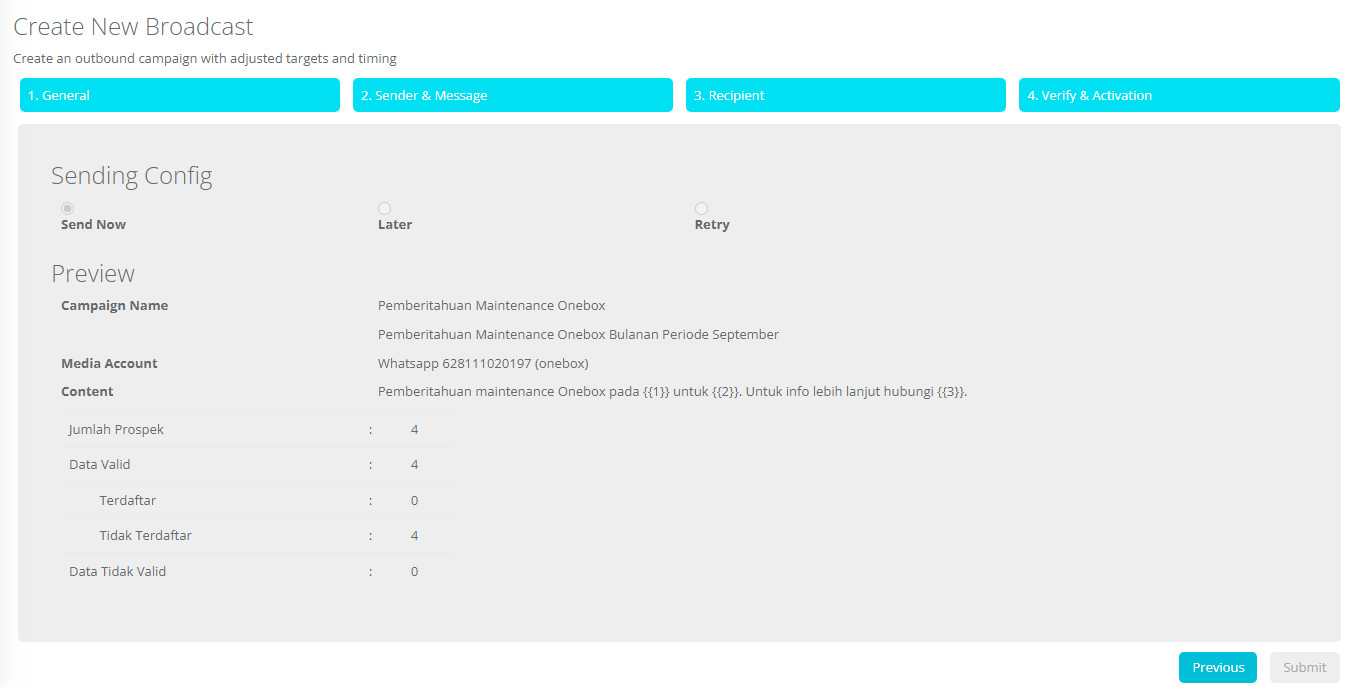 Create New Broadcast
Create an outbound campaign with adjusted targets and timing
1. General 2. Sender & Message 3. Recipient 4. Verify & Activation
Sending Config
Send Now Later Retry
Preview
Campaign Name Pemberitahuan Maintenance Onebox
Pemberitahuan Maintenance Onebox Bulanan Periode September
Media Account Whatsapp 628111020197 (onebox)
Content Pemberitahuan maintenance Onebox pada {{1}} untuk {{2}}. Untuk info lebih lanjut hubungi {{3}}.
Jumlah Prospek : 4
Data Valid : 4
Terdaftar : 0
Tidak Terdaftar : 4
Data Tidak Valid : 0
Previous Submit